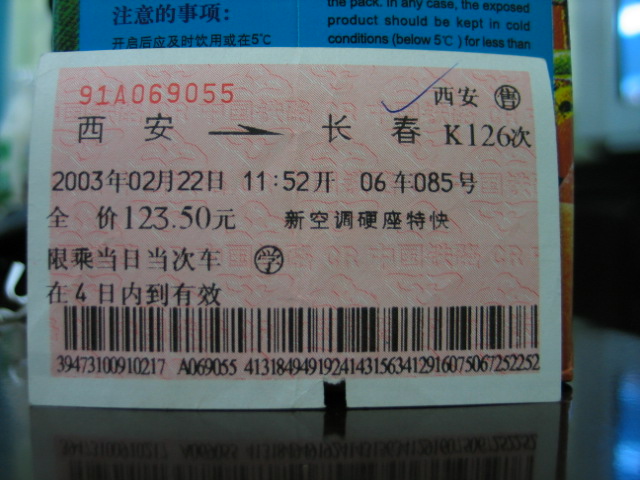 注意的事项:
开启后应及时饮用或在5℃
the pack. In any case, the exposed
product should be kept in cold
conditions (below 5℃) for less than
91A069055
西安 售
西 安 长 春 K126次
2003年02月22日 11:52开 06车085号
全 价123.50元 新空调硬座特快
限乘当日当次车 学
在4日内到有效
39473100910217 A069055 41318494919241431563412916075067252252